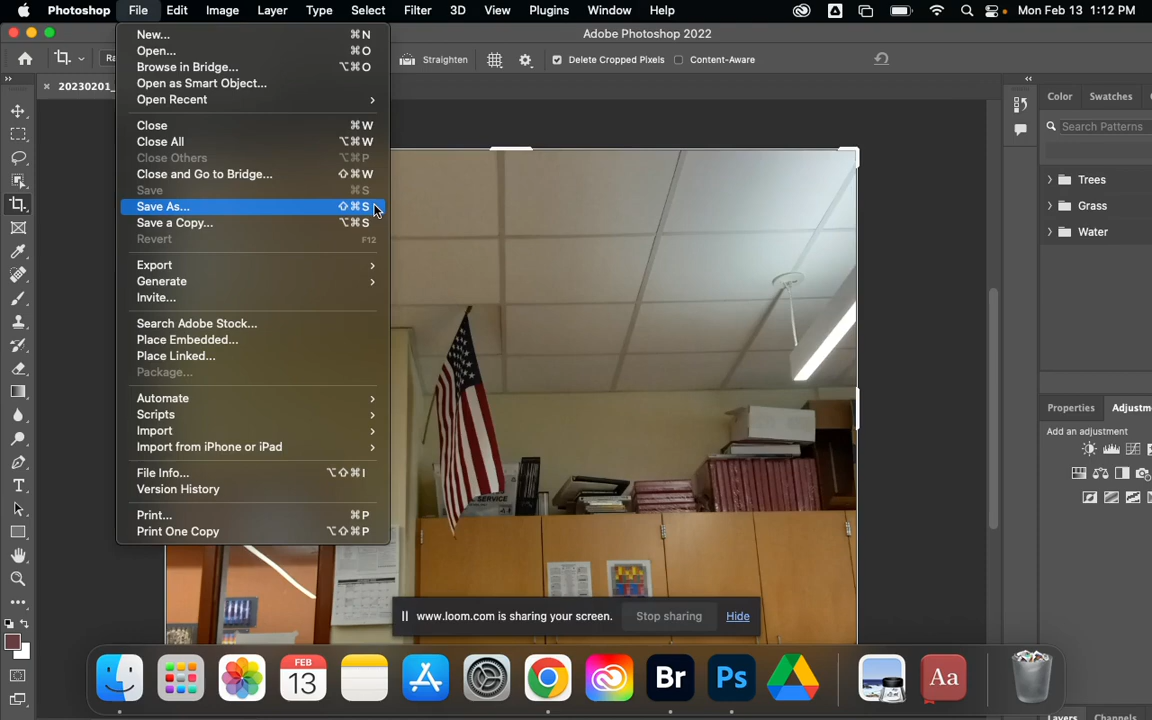 Photoshop File Edit Image Layer Type Select Filter 3D View Plugins Window Help Mon Feb 13 1:12 PM
Adobe Photoshop 2022
Straighten Delete Cropped Pixels Content-Aware
× 20230201_
New... ⌘N
Open... ⌘O
Browse in Bridge... ⌥⌘O
Open as Smart Object...
Open Recent >
Close ⌘W
Close All ⌥⌘W
Close Others ⌥⌘P
Close and Go to Bridge... ⇧⌘W
Save ⌘S
Save As... ⇧⌘S
Save a Copy... ⌥⌘S
Revert F12
Export >
Generate >
Invite...
Search Adobe Stock...
Place Embedded...
Place Linked...
Package...
Automate >
Scripts >
Import >
Import from iPhone or iPad >
File Info... ⌥⇧⌘I
Version History
Print... ⌘P
Print One Copy ⌥⇧⌘P
Color Swatches
Search Patterns
> Trees
> Grass
> Water
Properties Adjustm
Add an adjustment
SERVICE
www.loom.com is sharing your screen. Stop sharing Hide
FEB
13
Br
Ps
Aa
Layers Channels